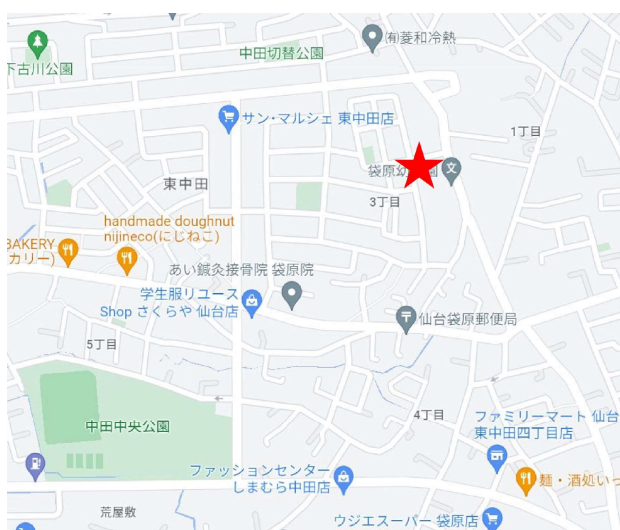 (有)菱和冷熱
中田切替公園
下古川公園
サン・マルシェ 東中田店
1丁目
袋原幼 園
文
東中田
3丁目
handmade doughnut
nijineco(にじねこ)
BAKERY
カリー)
あい鍼灸接骨院 袋原院
学生服リユース
Shop さくらや 仙台店
仙台袋原郵便局
5丁目
4丁目
ファミリーマート 仙台
東中田四丁目店
中田中央公園
ファッションセンター
しまむら中田店
麺・酒処いっ
荒屋敷
ウジエスーパー 袋原店